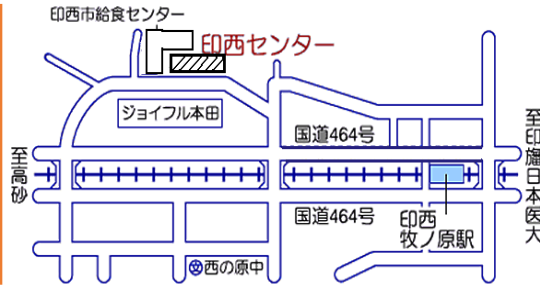 印西市給食センター
印西センター
ジョイフル本田
国道464号
至高砂
至印旛日本医大
国道464号
印西
牧ノ原駅
文西の原中